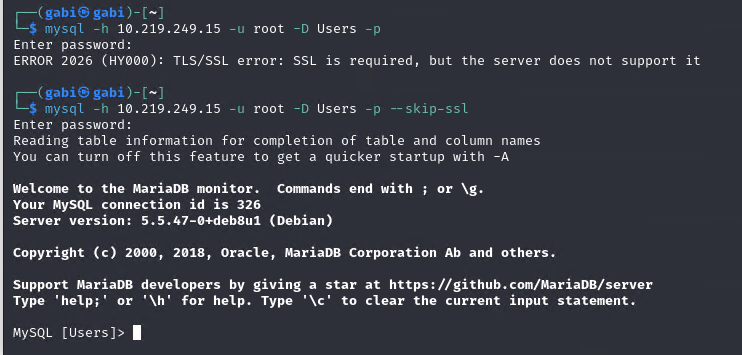 ┌──(gabi㉿gabi)-[~]
└─$ mysql -h 10.219.249.15 -u root -D Users -p
Enter password:
ERROR 2026 (HY000): TLS/SSL error: SSL is required, but the server does not support it
┌──(gabi㉿gabi)-[~]
└─$ mysql -h 10.219.249.15 -u root -D Users -p --skip-ssl
Enter password:
Reading table information for completion of table and column names
You can turn off this feature to get a quicker startup with -A
Welcome to the MariaDB monitor.  Commands end with ; or \g.
Your MySQL connection id is 326
Server version: 5.5.47-0+deb8u1 (Debian)
Copyright (c) 2000, 2018, Oracle, MariaDB Corporation Ab and others.
Support MariaDB developers by giving a star at https://github.com/MariaDB/server
Type 'help;' or '\h' for help. Type '\c' to clear the current input statement.
MySQL [Users]>